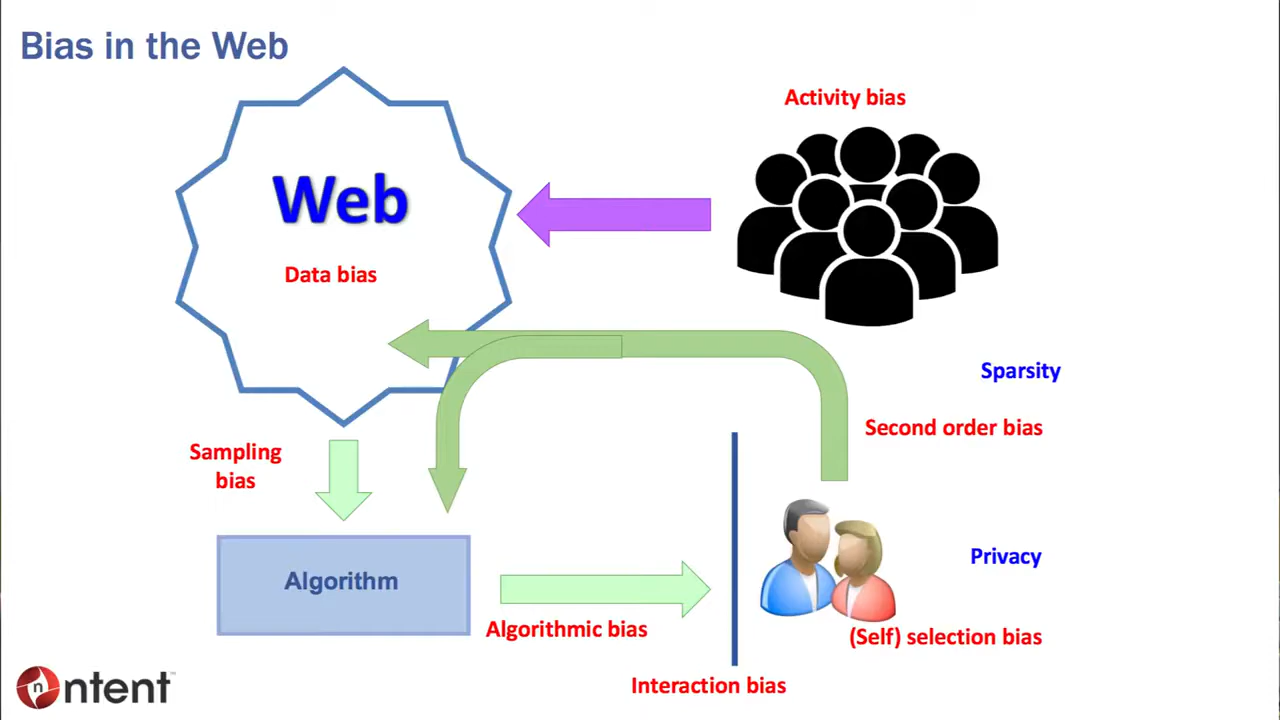 Bias in the Web
Activity bias
Web
Data bias
Sparsity
Second order bias
Sampling
bias
Algorithm
Privacy
Algorithmic bias
(Self) selection bias
Interaction bias
ntent